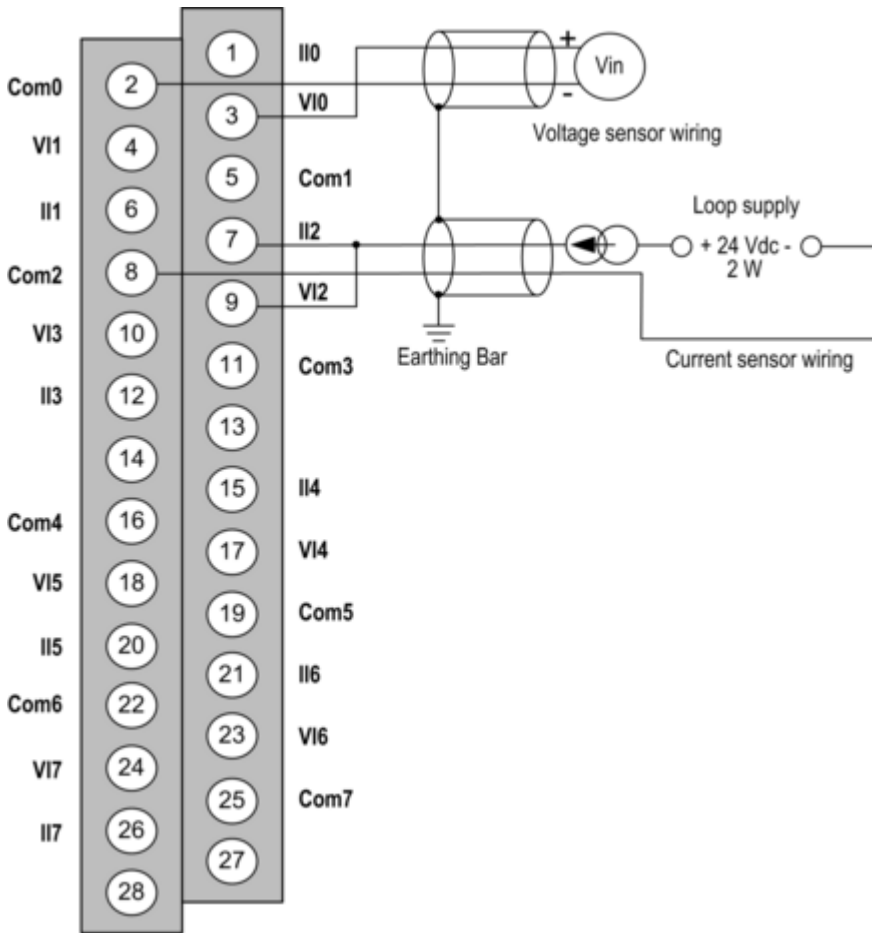 1 II0
Com0 2
+
Vin
-
3 VI0
Voltage sensor wiring
VI1 4
5 Com1
II1 6
7 II2
Loop supply
+ 24 Vdc -
2 W
Com2 8
9 VI2
VI3 10
Earthing Bar
Current sensor wiring
11 Com3
II3 12
13
14
15 II4
Com4 16
17 VI4
VI5 18
19 Com5
II5 20
21 II6
Com6 22
23 VI6
VI7 24
25 Com7
II7 26
27
28